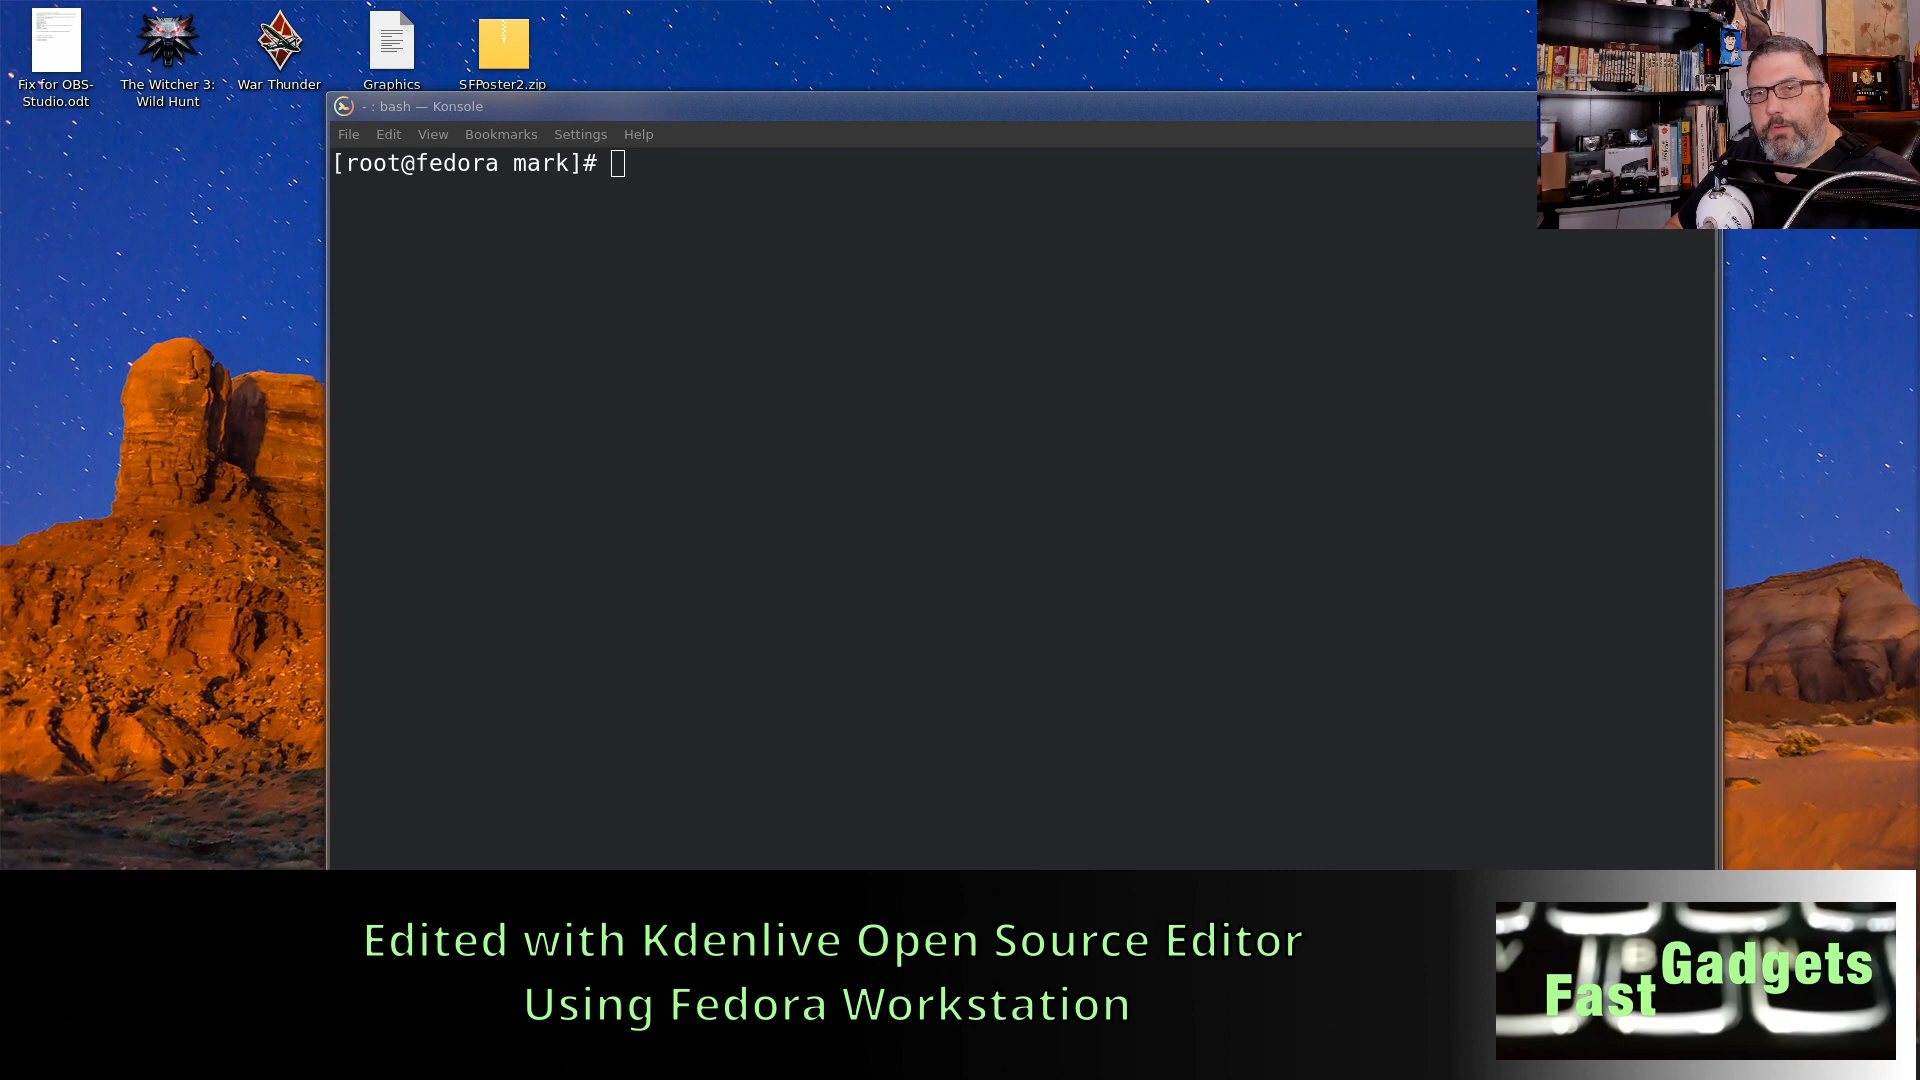 Fix for OBS-
Studio.odt
The Witcher 3:
Wild Hunt
War Thunder
Graphics
SFPoster2.zip
- : bash — Konsole
File Edit View Bookmarks Settings Help
[root@fedora mark]#
Edited with Kdenlive Open Source Editor
Using Fedora Workstation
Fast Gadgets